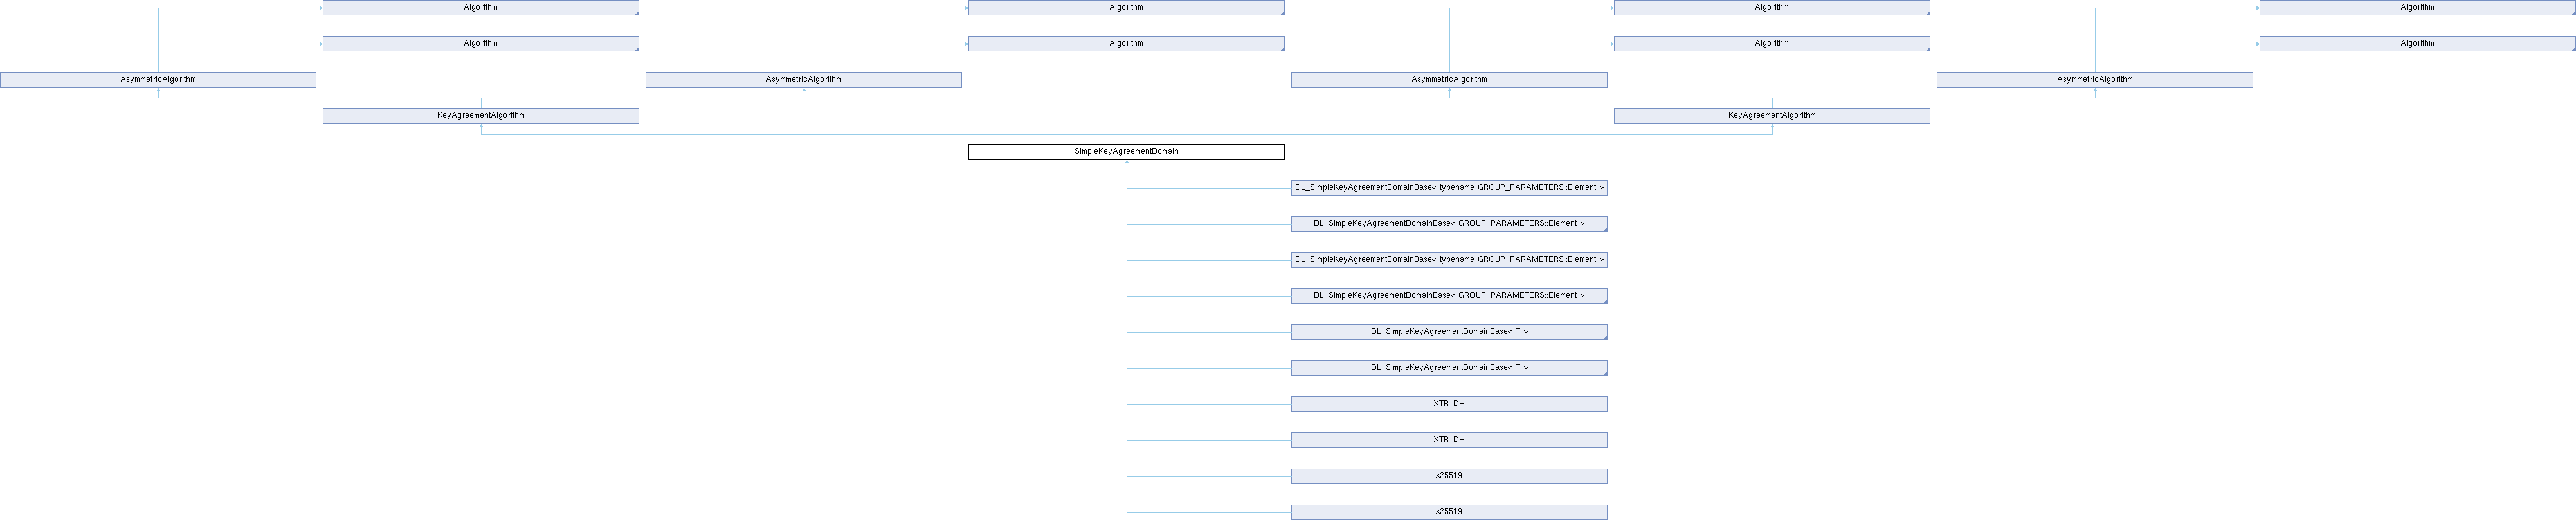 Algorithm Algorithm Algorithm Algorithm
Algorithm Algorithm Algorithm Algorithm
AsymmetricAlgorithm AsymmetricAlgorithm AsymmetricAlgorithm AsymmetricAlgorithm
KeyAgreementAlgorithm KeyAgreementAlgorithm
SimpleKeyAgreementDomain
DL_SimpleKeyAgreementDomainBase< typename GROUP_PARAMETERS::Element >
DL_SimpleKeyAgreementDomainBase< GROUP_PARAMETERS::Element >
DL_SimpleKeyAgreementDomainBase< typename GROUP_PARAMETERS::Element >
DL_SimpleKeyAgreementDomainBase< GROUP_PARAMETERS::Element >
DL_SimpleKeyAgreementDomainBase< T >
DL_SimpleKeyAgreementDomainBase< T >
XTR_DH
XTR_DH
x25519
x25519